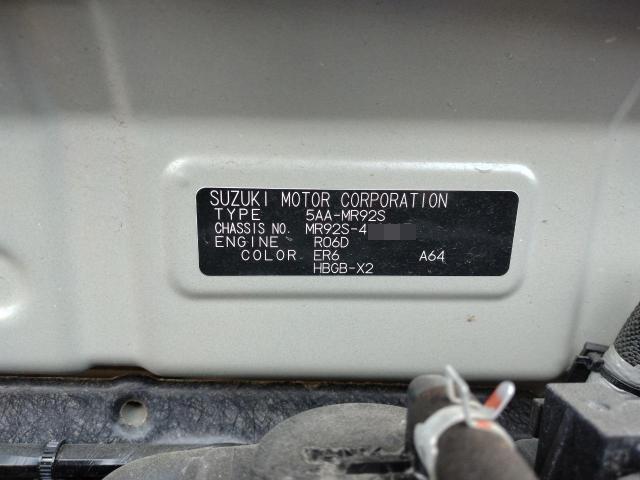 SUZUKI MOTOR CORPORATION
TYPE 5AA-MR92S
CHASSIS NO. MR92S-4
ENGINE R06D
COLOR ER6 A64
HBGB-X2